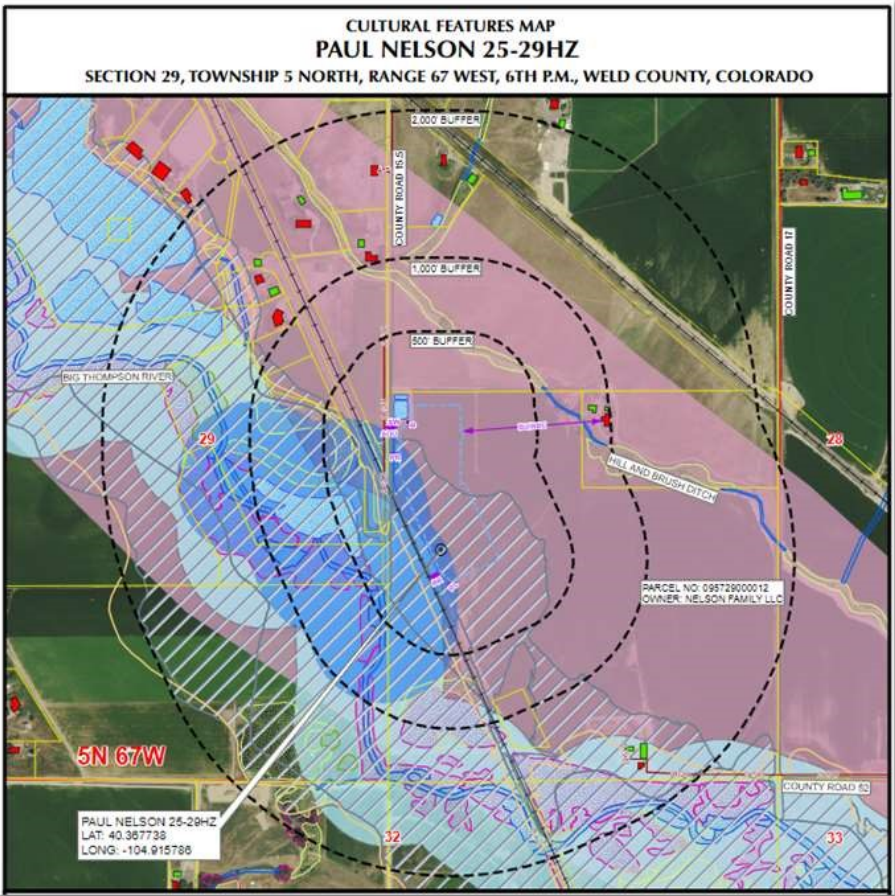 CULTURAL FEATURES MAP
PAUL NELSON 25-29HZ
SECTION 29, TOWNSHIP 5 NORTH, RANGE 67 WEST, 6TH P.M., WELD COUNTY, COLORADO
2,000' BUFFER
COUNTY ROAD 15.5
COUNTY ROAD 17
1,000' BUFFER
500' BUFFER
BIG THOMPSON RIVER
29
28
HILL AND BRUSH DITCH
PARCEL NO: 095729000012
OWNER: NELSON FAMILY LLC
5N 67W
COUNTY ROAD 52
PAUL NELSON 25-29HZ
LAT: 40.367738
LONG: -104.915786
32
33